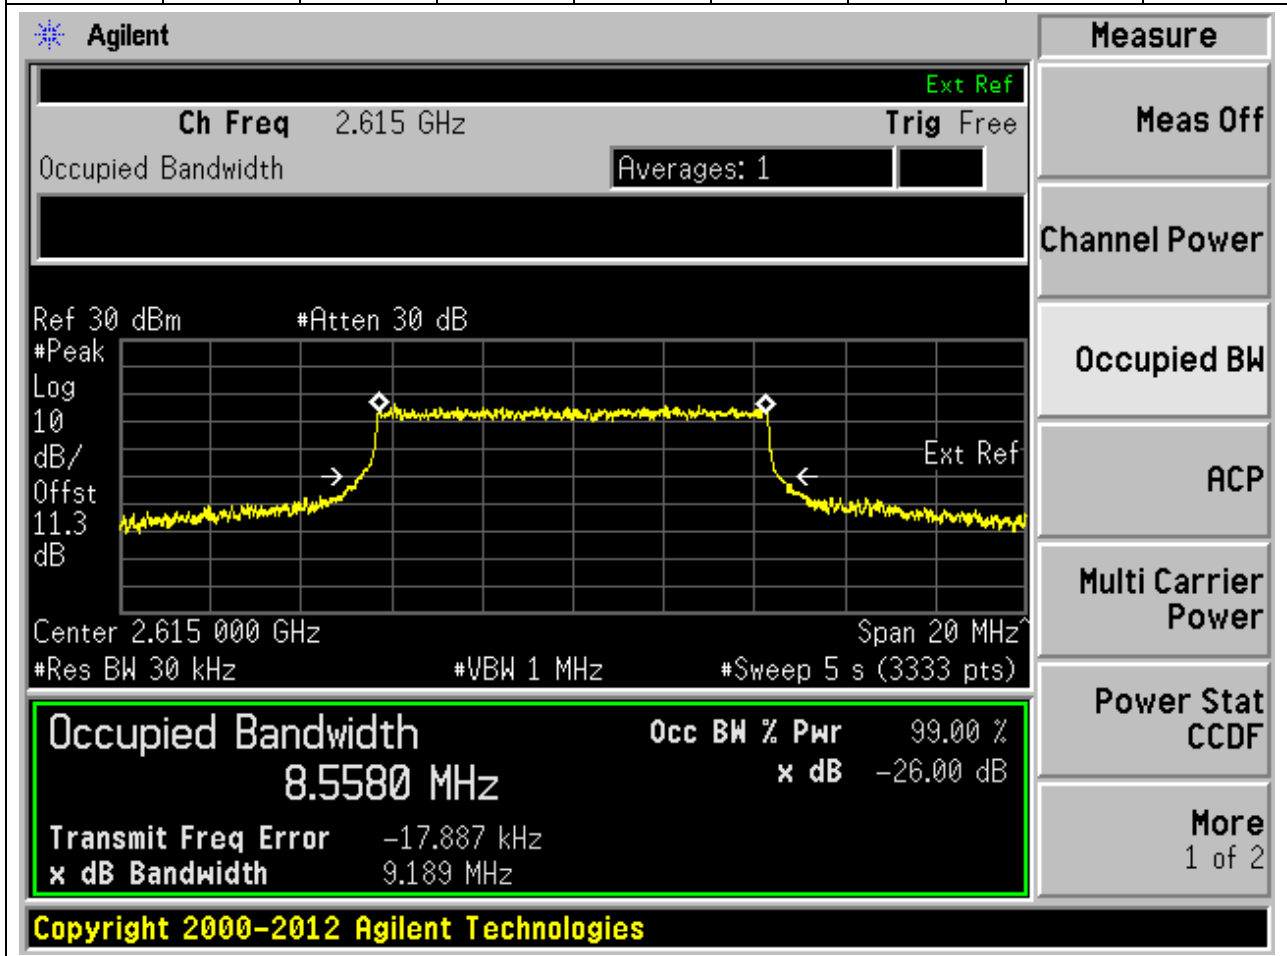 Agilent
Measure
Ext Ref
Ch Freq 2.615 GHz Trig Free
Meas Off
Occupied Bandwidth Averages: 1
Channel Power
Ref 30 dBm #Atten 30 dB
#Peak
Log
10
dB/
Offst
11.3
dB
Ext Ref
Occupied BW
ACP
Center 2.615 000 GHz Span 20 MHz^
#Res BW 30 kHz #VBW 1 MHz #Sweep 5 s (3333 pts)
Multi Carrier
Power
Occupied Bandwidth Occ BW % Pwr 99.00 %
8.5580 MHz x dB -26.00 dB
Transmit Freq Error -17.887 kHz
x dB Bandwidth 9.189 MHz
Power Stat
CCDF
More
1 of 2
Copyright 2000-2012 Agilent Technologies